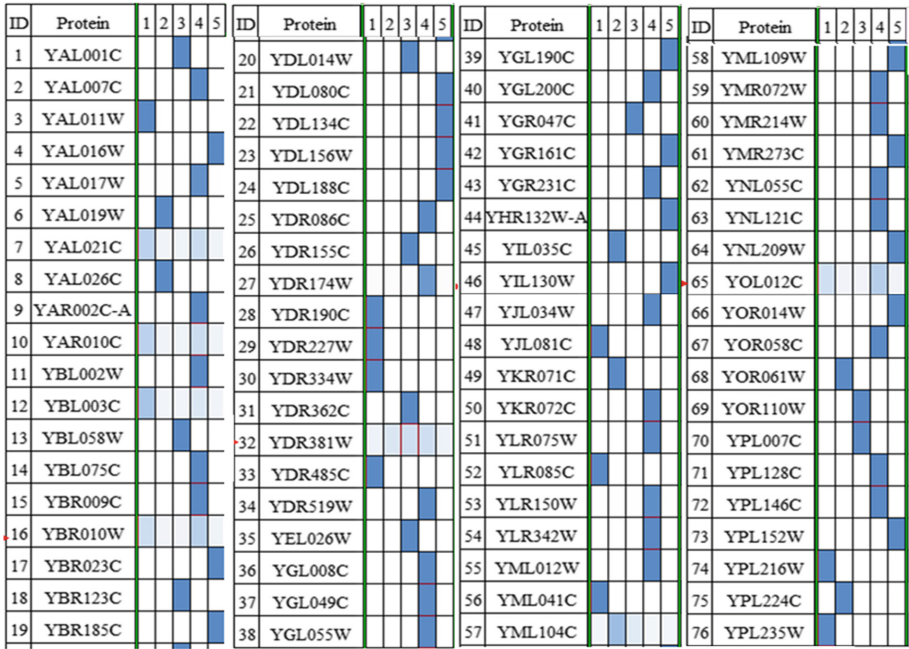 ID Protein 1 2 3 4 5
1 YAL001C
2 YAL007C
3 YAL011W
4 YAL016W
5 YAL017W
6 YAL019W
7 YAL021C
8 YAL026C
9 YAR002C-A
10 YAR010C
11 YBL002W
12 YBL003C
13 YBL058W
14 YBL075C
15 YBR009C
16 YBR010W
17 YBR023C
18 YBR123C
19 YBR185C
ID Protein 1 2 3 4 5
20 YDL014W
21 YDL080C
22 YDL134C
23 YDL156W
24 YDL188C
25 YDR086C
26 YDR155C
27 YDR174W
28 YDR190C
29 YDR227W
30 YDR334W
31 YDR362C
32 YDR381W
33 YDR485C
34 YDR519W
35 YEL026W
36 YGL008C
37 YGL049C
38 YGL055W
ID Protein 1 2 3 4 5
39 YGL190C
40 YGL200C
41 YGR047C
42 YGR161C
43 YGR231C
44 YHR132W-A
45 YIL035C
46 YIL130W
47 YJL034W
48 YJL081C
49 YKR071C
50 YKR072C
51 YLR075W
52 YLR085C
53 YLR150W
54 YLR342W
55 YML012W
56 YML041C
57 YML104C
ID Protein 1 2 3 4 5
58 YML109W
59 YMR072W
60 YMR214W
61 YMR273C
62 YNL055C
63 YNL121C
64 YNL209W
65 YOL012C
66 YOR014W
67 YOR058C
68 YOR061W
69 YOR110W
70 YPL007C
71 YPL128C
72 YPL146C
73 YPL152W
74 YPL216W
75 YPL224C
76 YPL235W